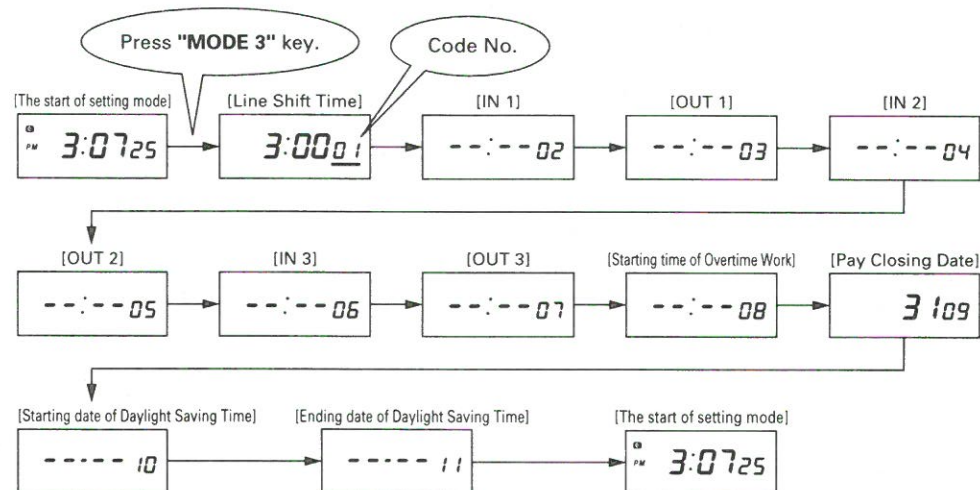 Press "MODE 3" key.
Code No.
[The start of setting mode]
[Line Shift Time]
[IN 1]
[OUT 1]
[IN 2]
PM 3:07 25
3:00 01
--:-- 02
--:-- 03
--:-- 04
[OUT 2]
[IN 3]
[OUT 3]
[Starting time of Overtime Work]
[Pay Closing Date]
--:-- 05
--:-- 06
--:-- 07
--:-- 08
31 09
[Starting date of Daylight Saving Time]
[Ending date of Daylight Saving Time]
[The start of setting mode]
----- 10
----- 11
PM 3:07 25